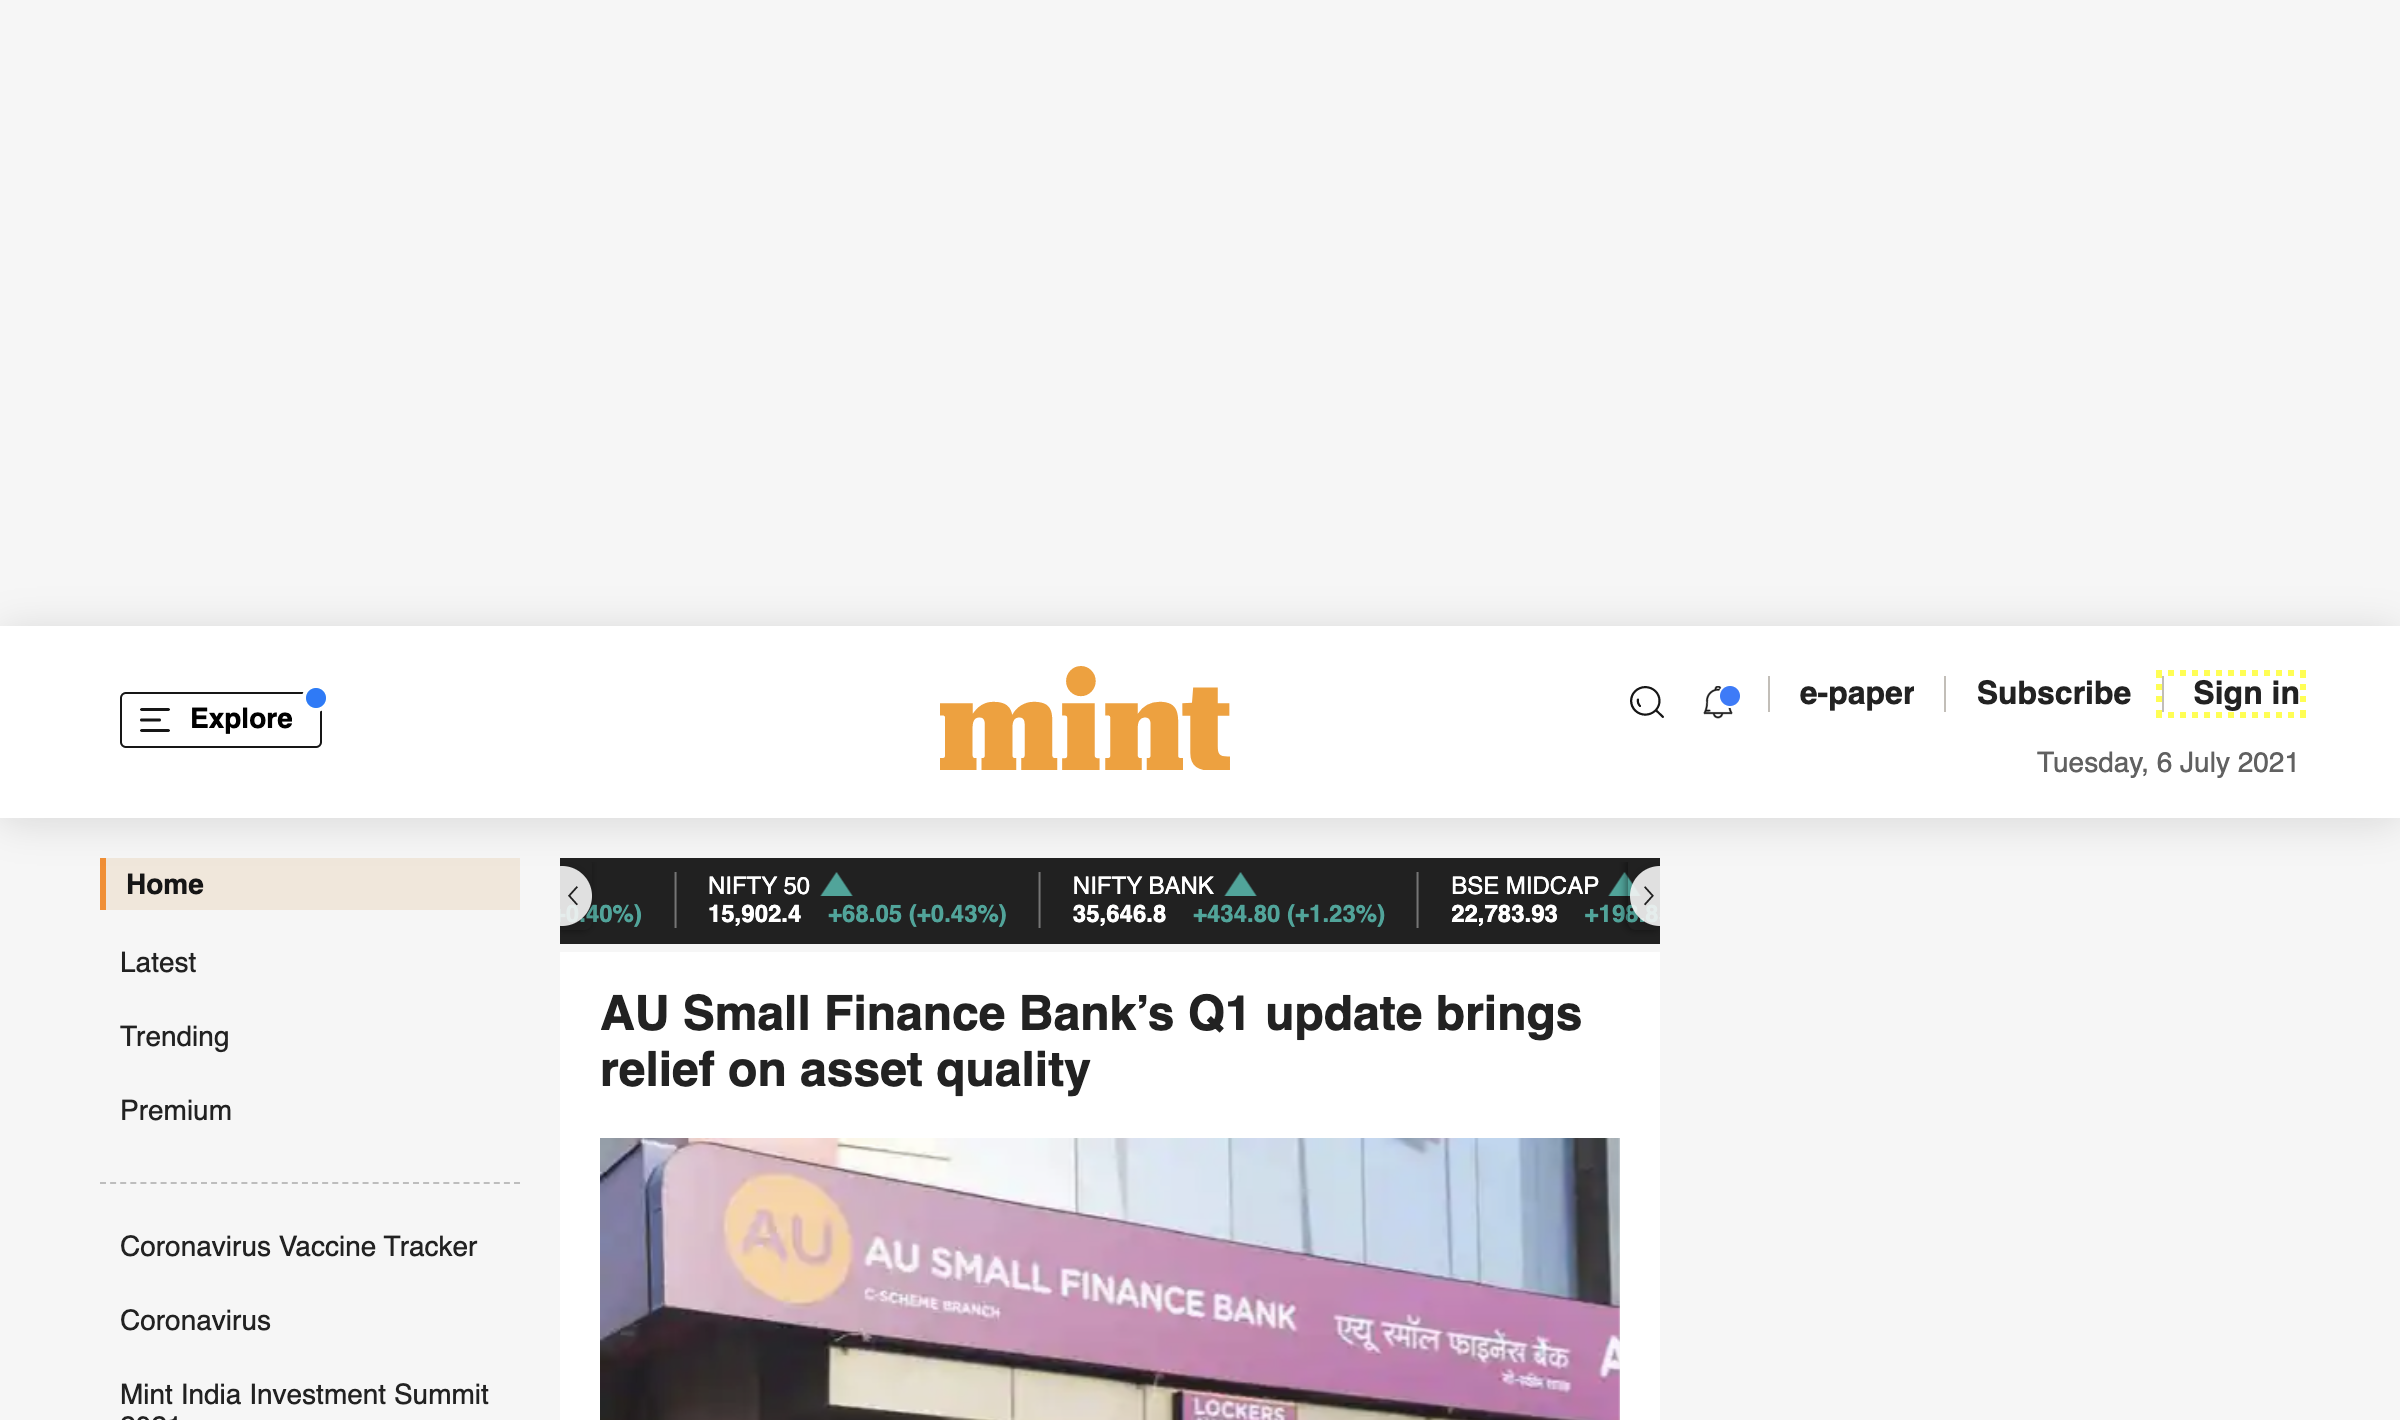 Explore
mint
e-paper
Subscribe
Sign in
Tuesday, 6 July 2021
Home
Latest
Trending
Premium
Coronavirus Vaccine Tracker
Coronavirus
Mint India Investment Summit
.40%)
NIFTY 50
15,902.4 +68.05 (+0.43%)
NIFTY BANK
35,646.8 +434.80 (+1.23%)
BSE MIDCAP
22,783.93 +198
AU Small Finance Bank’s Q1 update brings
relief on asset quality
AU
AU SMALL FINANCE BANK
C-SCHEME BRANCH
एयू स्मॉल फाइनेंस बैंक
LOCKERS